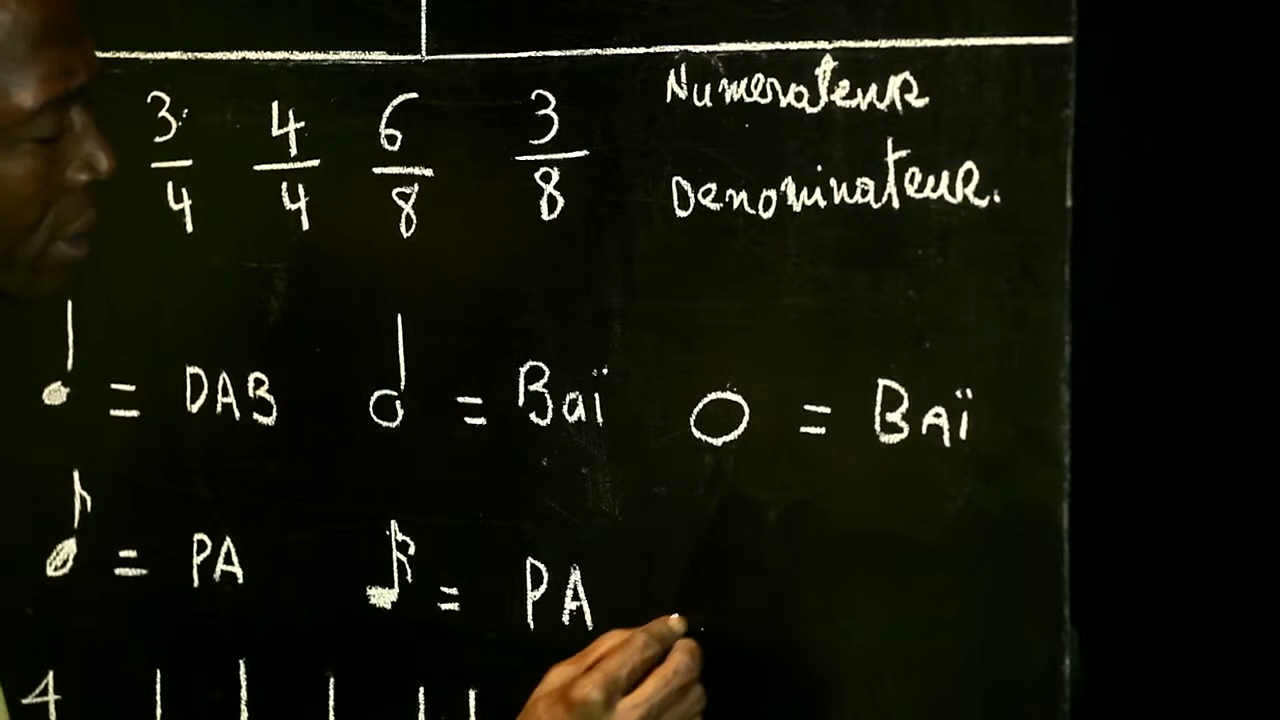 3/4 4/4 6/8 3/8 Numerateur
Denominateur.
♩ = DAB 𝅗𝅥 = Baï 𝅝 = BAÏ
♪ = PA 𝅘𝅥𝅯 = PA
4